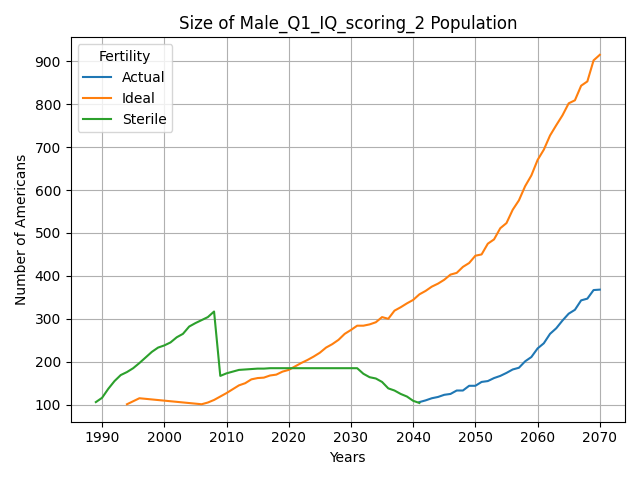 Size of Male_Q1_IQ_scoring_2 Population
Fertility
Actual
Ideal
Sterile
Number of Americans
900
800
700
600
500
400
300
200
100
1990 2000 2010 2020 2030 2040 2050 2060 2070
Years